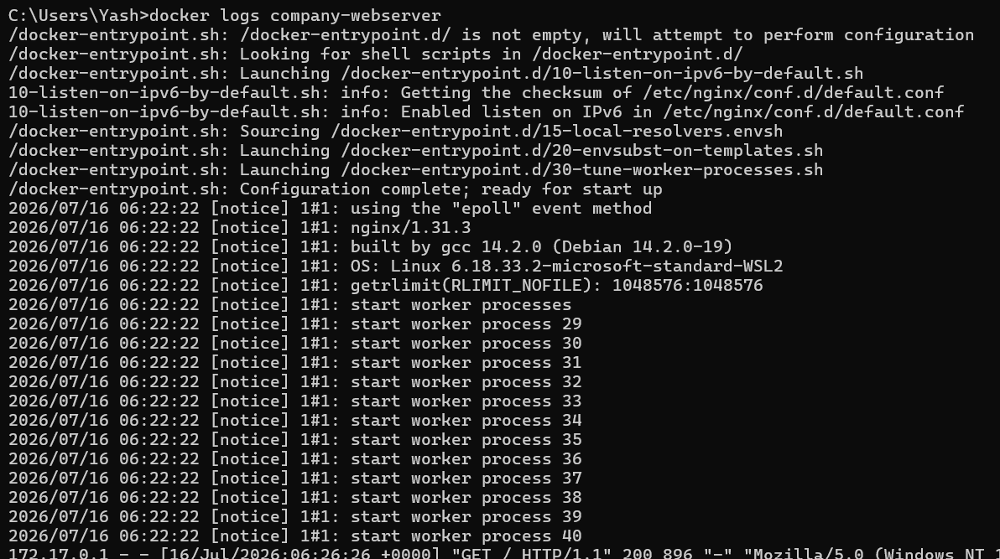 C:\Users\Yash>docker logs company-webserver
/docker-entrypoint.sh: /docker-entrypoint.d/ is not empty, will attempt to perform configuration
/docker-entrypoint.sh: Looking for shell scripts in /docker-entrypoint.d/
/docker-entrypoint.sh: Launching /docker-entrypoint.d/10-listen-on-ipv6-by-default.sh
10-listen-on-ipv6-by-default.sh: info: Getting the checksum of /etc/nginx/conf.d/default.conf
10-listen-on-ipv6-by-default.sh: info: Enabled listen on IPv6 in /etc/nginx/conf.d/default.conf
/docker-entrypoint.sh: Sourcing /docker-entrypoint.d/15-local-resolvers.envsh
/docker-entrypoint.sh: Launching /docker-entrypoint.d/20-envsubst-on-templates.sh
/docker-entrypoint.sh: Launching /docker-entrypoint.d/30-tune-worker-processes.sh
/docker-entrypoint.sh: Configuration complete; ready for start up
2026/07/16 06:22:22 [notice] 1#1: using the "epoll" event method
2026/07/16 06:22:22 [notice] 1#1: nginx/1.31.3
2026/07/16 06:22:22 [notice] 1#1: built by gcc 14.2.0 (Debian 14.2.0-19)
2026/07/16 06:22:22 [notice] 1#1: OS: Linux 6.18.33.2-microsoft-standard-WSL2
2026/07/16 06:22:22 [notice] 1#1: getrlimit(RLIMIT_NOFILE): 1048576:1048576
2026/07/16 06:22:22 [notice] 1#1: start worker processes
2026/07/16 06:22:22 [notice] 1#1: start worker process 29
2026/07/16 06:22:22 [notice] 1#1: start worker process 30
2026/07/16 06:22:22 [notice] 1#1: start worker process 31
2026/07/16 06:22:22 [notice] 1#1: start worker process 32
2026/07/16 06:22:22 [notice] 1#1: start worker process 33
2026/07/16 06:22:22 [notice] 1#1: start worker process 34
2026/07/16 06:22:22 [notice] 1#1: start worker process 35
2026/07/16 06:22:22 [notice] 1#1: start worker process 36
2026/07/16 06:22:22 [notice] 1#1: start worker process 37
2026/07/16 06:22:22 [notice] 1#1: start worker process 38
2026/07/16 06:22:22 [notice] 1#1: start worker process 39
2026/07/16 06:22:22 [notice] 1#1: start worker process 40
172.17.0.1 - - [16/Jul/2026:06:26:26 +0000] "GET / HTTP/1.1" 200 896 "-" "Mozilla/5.0 (Windows NT